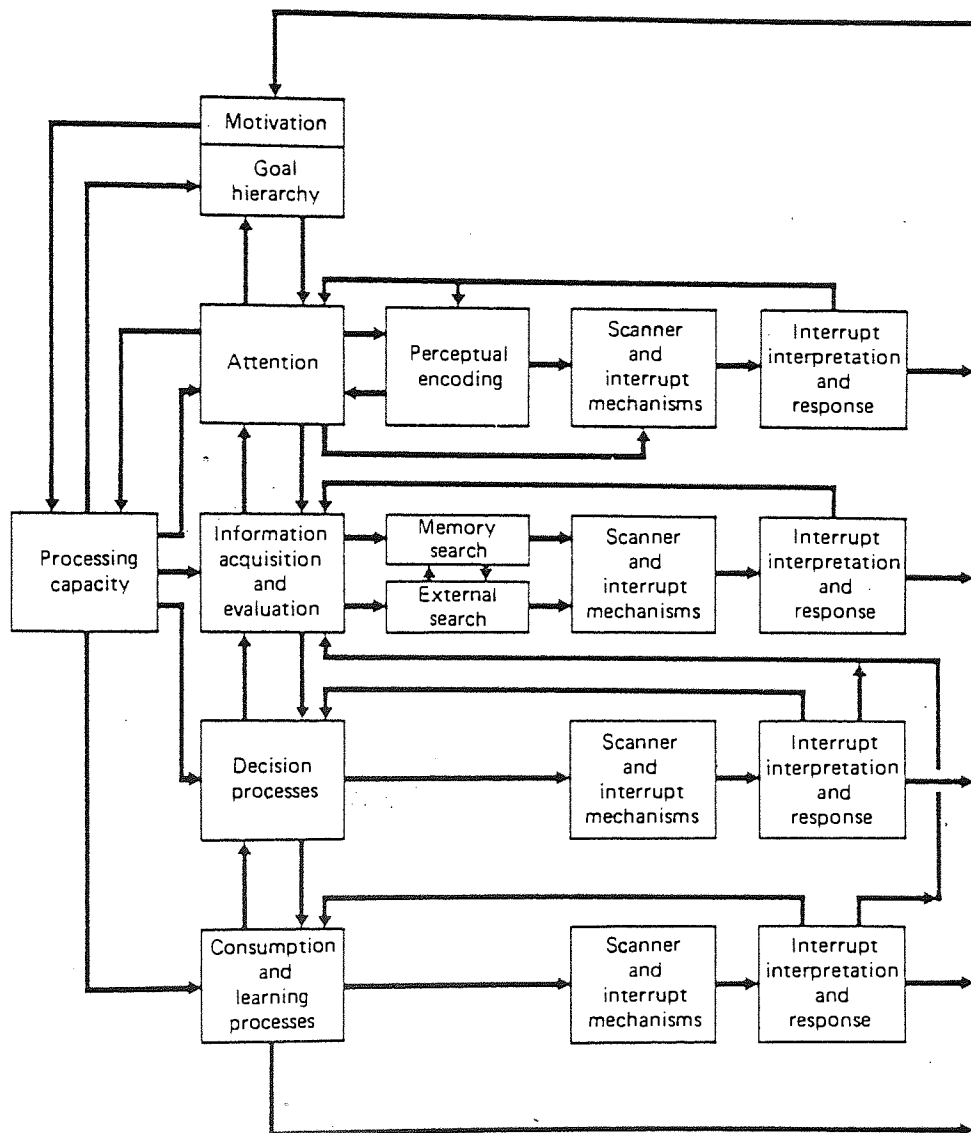 Motivation
Goal
hierarchy
Attention
Perceptual
encoding
Scanner
and
interrupt
mechanisms
Interrupt
interpretation
and
response
Processing
capacity
Information
acquisition
and
evaluation
Memory
search
External
search
Scanner
and
interrupt
mechanisms
Interrupt
interpretation
and
response
Decision
processes
Scanner
and
interrupt
mechanisms
Interrupt
interpretation
and
response
Consumption
and
learning
processes
Scanner
and
interrupt
mechanisms
Interrupt
interpretation
and
response